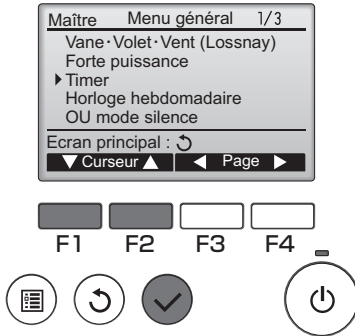 Maître Menu général 1/3
Vane·Volet·Vent (Lossnay)
Forte puissance
Timer
Horloge hebdomadaire
OU mode silence
Ecran principal :
Curseur Page
F1 F2 F3 F4